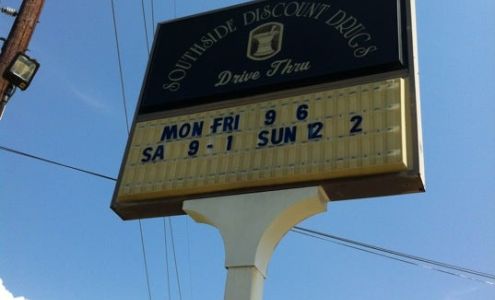 SOUTHSIDE DISCOUNT DRUGS
Drive Thru
MON FRI 9 6
SA 9-1 SUN 12 2